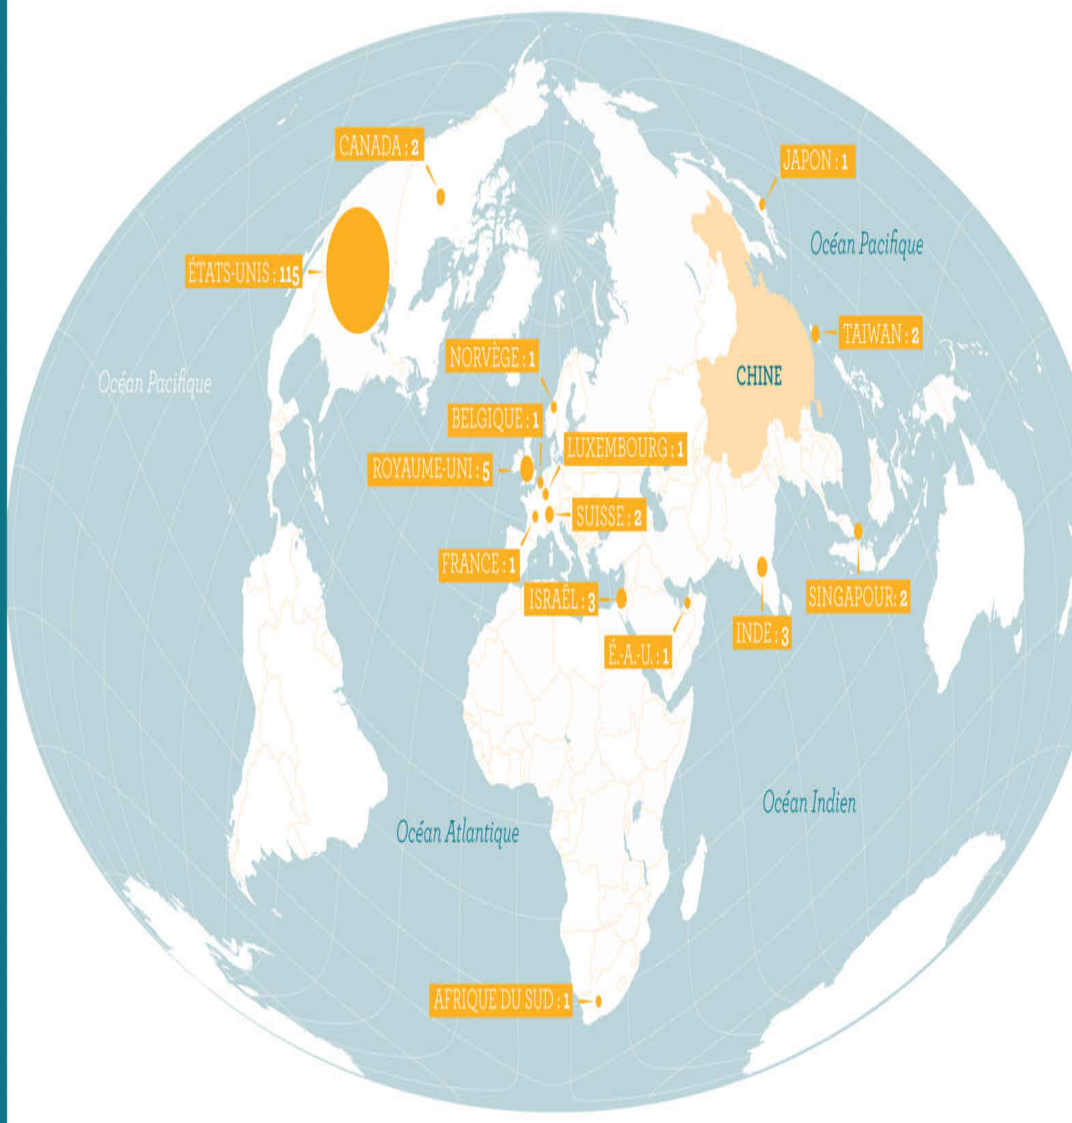 CANADA : 2
JAPON : 1
Océan Pacifique
ÉTATS-UNIS : 115
TAIWAN : 2
NORVÈGE : 1
CHINE
Océan Pacifique
BELGIQUE : 1
LUXEMBOURG : 1
ROYAUME-UNI : 5
SUISSE : 2
FRANCE : 1
ISRAËL : 3
SINGAPOUR: 2
INDE : 3
É.-A.-U. : 1
Océan Indien
Océan Atlantique
AFRIQUE DU SUD : 1